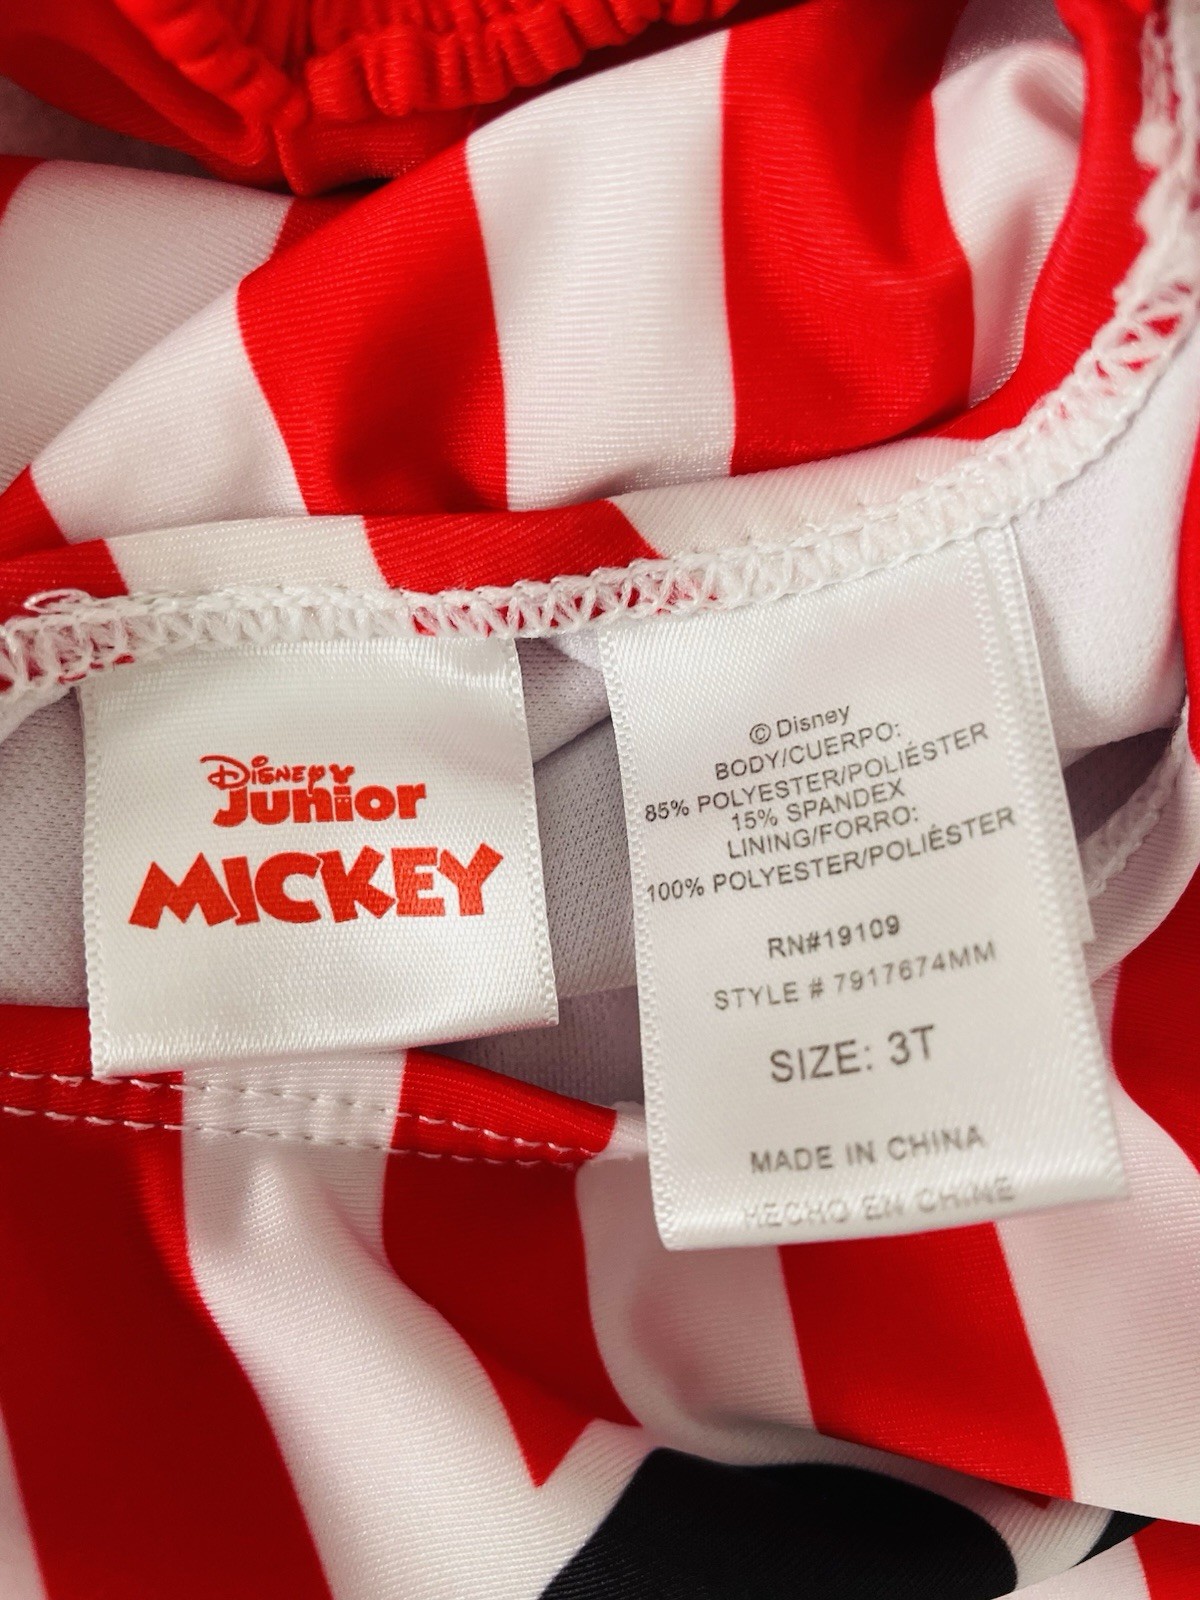 Disney
Junior
MICKEY
© Disney
BODY/CUERPO:
85% POLYESTER/POLIÉSTER
15% SPANDEX
LINING/FORRO:
100% POLYESTER/POLIÉSTER
RN#19109
STYLE # 7917674MM
SIZE: 3T
MADE IN CHINA
HECHO EN CHINE